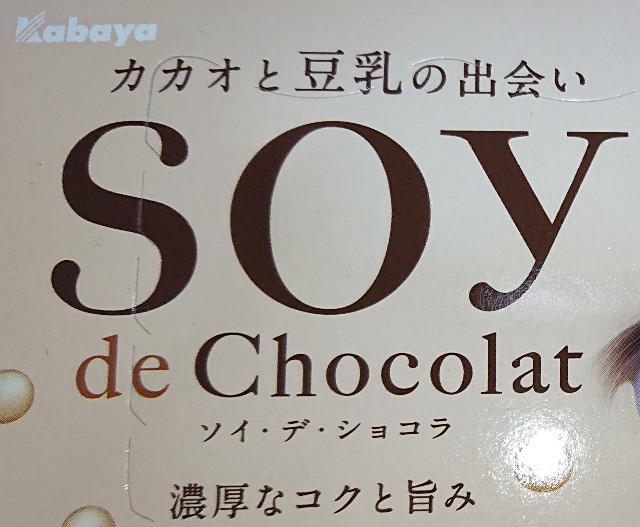 Kabaya
カカオと豆乳の出会い
SOY
de Chocolat
ソイ・デ・ショコラ
濃厚なコクと旨み